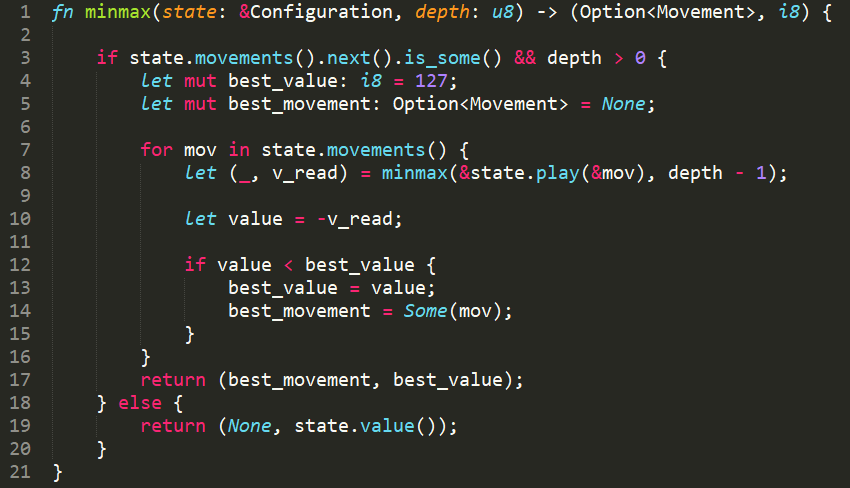 1 fn minmax(state: &Configuration, depth: u8) -> (Option<Movement>, i8) {
2
3     if state.movements().next().is_some() && depth > 0 {
4         let mut best_value: i8 = 127;
5         let mut best_movement: Option<Movement> = None;
6
7         for mov in state.movements() {
8             let (_, v_read) = minmax(&state.play(&mov), depth - 1);
9
10             let value = -v_read;
11
12             if value < best_value {
13                 best_value = value;
14                 best_movement = Some(mov);
15             }
16         }
17         return (best_movement, best_value);
18     } else {
19         return (None, state.value());
20     }
21 }